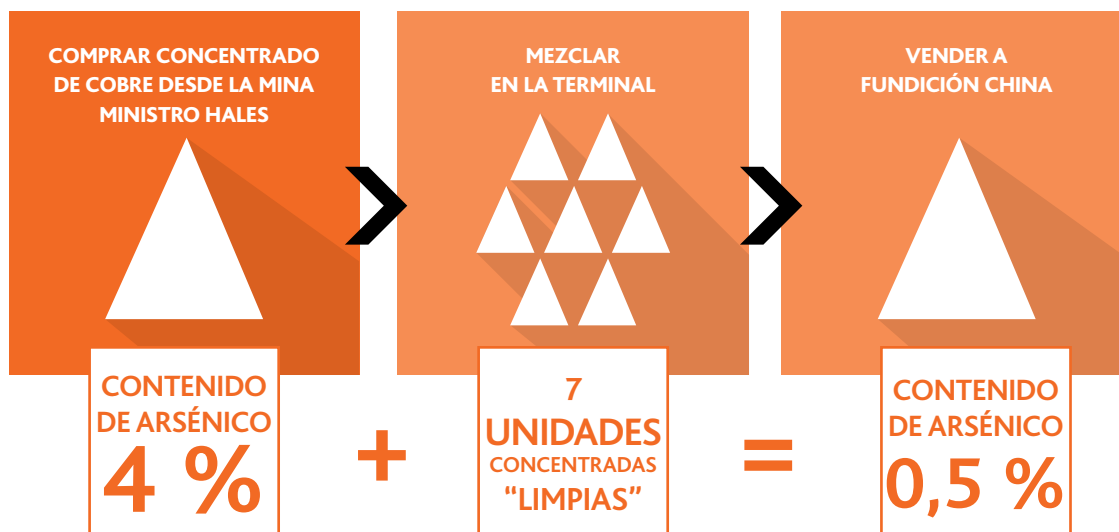 COMPRAR CONCENTRADO
DE COBRE DESDE LA MINA
MINISTRO HALES
MEZCLAR
EN LA TERMINAL
VENDER A
FUNDICIÓN CHINA
CONTENIDO
DE ARSÉNICO
4 %
+
7
UNIDADES
CONCENTRADAS
“LIMPIAS”
=
CONTENIDO
DE ARSÉNICO
0,5 %